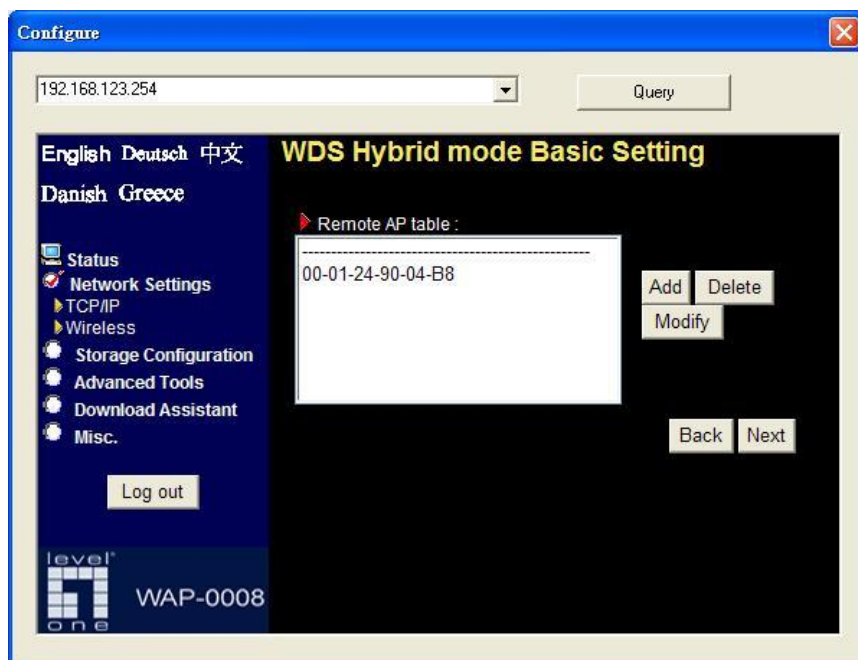 Configure
192.168.123.254
Query
English Deutsch 中文
Danish Greece
Status
Network Settings
TCP/IP
Wireless
Storage Configuration
Advanced Tools
Download Assistant
Misc.
Log out
level
one
WAP-0008
WDS Hybrid mode Basic Setting
Remote AP table :
--------------------------------------------------
00-01-24-90-04-B8
Add Delete
Modify
Back Next